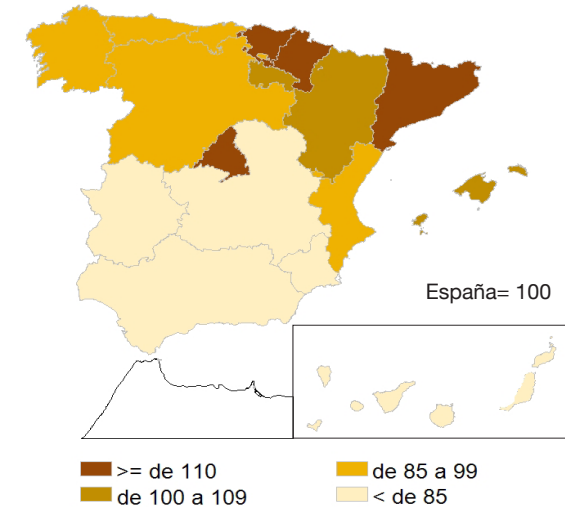 España= 100
>= de 110
de 85 a 99
de 100 a 109
< de 85